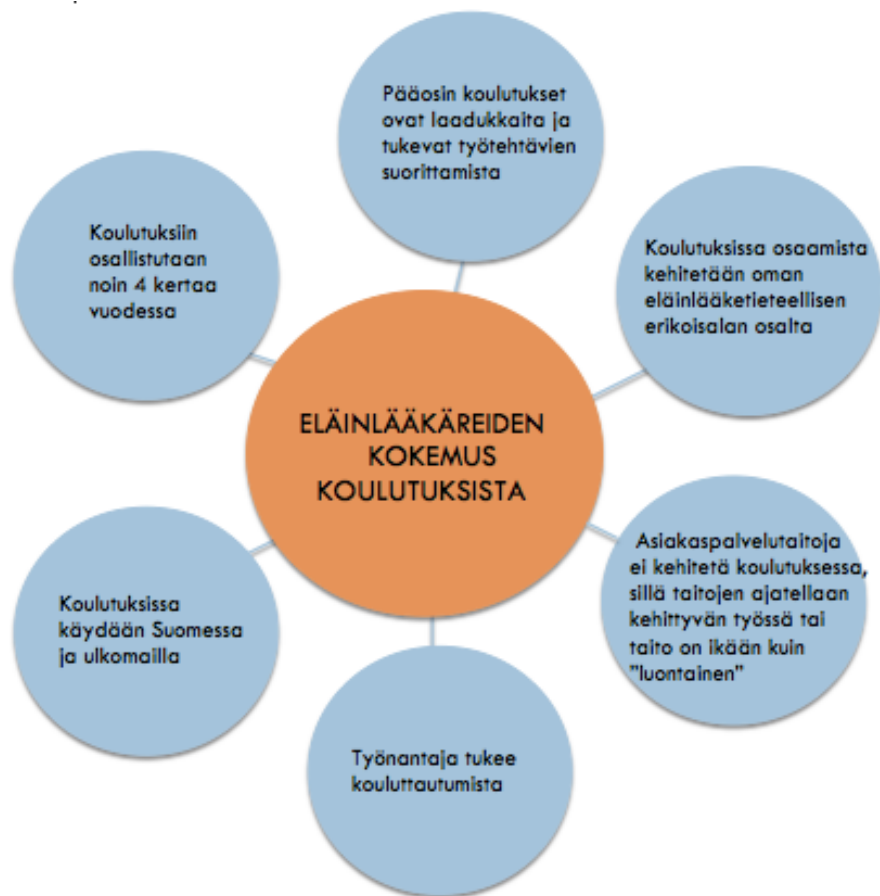 Pääosin koulutukset
ovat laadukkaita ja
tukevat työtehtävien
suorittamista
Koulutuksissa osaamista
kehitetään oman
eläinlääketieteellisen
erikoisalan osalta
Asiakaspalvelutaitoja
ei kehitetä koulutuksessa,
sillä taitojen ajatellaan
kehittyvän työssä tai
taito on ikään kuin
"luontainen"
Työnantaja tukee
kouluttautumista
Koulutuksissa
käydään Suomessa
ja ulkomailla
Koulutuksiin
osallistutaan
noin 4 kertaa
vuodessa
ELÄINLÄÄKÄREIDEN
KOKEMUS
KOULUTUKSISTA